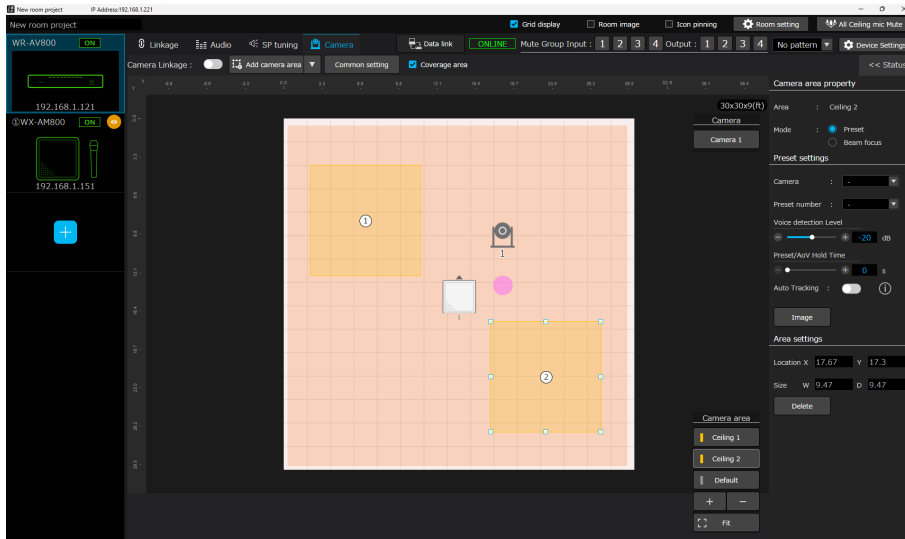 New room project IP Address:192.168.1.221
New room project
Grid display
Room image
Icon pinning
Room setting
All Ceiling mic Mute
WR-AV800 ON
Linkage
Audio
SP tuning
Camera
Data link
ONLINE
Mute Group Input : 1 2 3 4 Output : 1 2 3 4
No pattern
Device Settings
Camera Linkage :
Add camera area
Common setting
Coverage area
<< Status
192.168.1.121
①WX-AM800 ON
192.168.1.151
30x30x9(ft)
Camera
Camera 1
1
1
1
2
Camera area
Ceiling 1
Ceiling 2
Default
+ −
Fit
Camera area property
Area : Ceiling 2
Mode : Preset
Beam focus
Preset settings
Camera : -
Preset number : -
Voice detection Level
-20 dB
Preset/AoV Hold Time
0 s
Auto Tracking :
Image
Area settings
Location X 17.67 Y 17.3
Size W 9.47 D 9.47
Delete